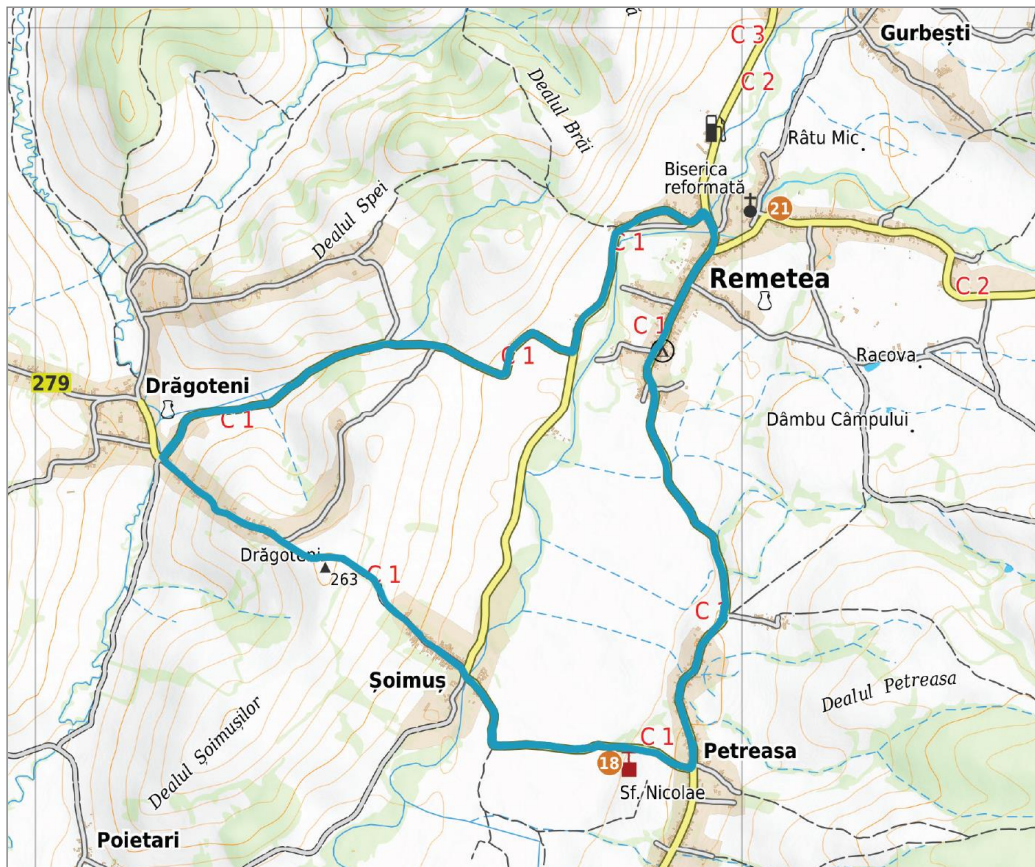 C 3
Gurbești
C 2
Dealul Brăi
Râtu Mic
Biserica
reformată
21
Dealul Spei
C 1
Remetea
C 2
C 1
C 1
Racova
279
Drăgoteni
C 1
Dâmbu Câmpului
Drăgoteni
263
C 1
C 1
Șoimuș
Dealul Petreasa
C 1
Petreasa
18
Sf. Nicolae
Dealul Șoimușilor
Poietari